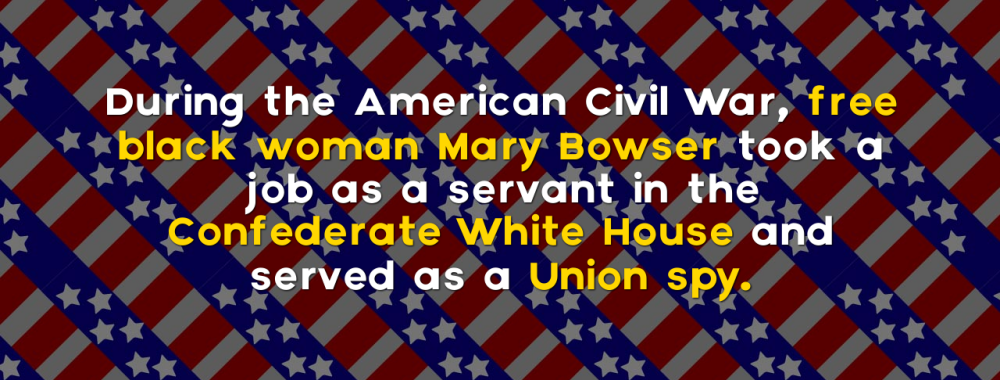 During the American Civil War, free
black woman Mary Bowser took a
job as a servant in the
Confederate White House and
served as a Union spy.